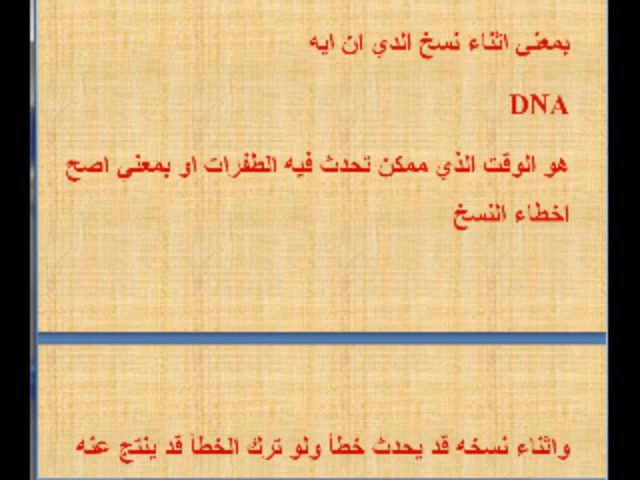 بمعنى اثناء نسخ الدي ان ايه
DNA
هو الوقت الذي ممكن تحدث فيه الطفرات او بمعنى اصح
اخطاء النسخ
واثناء نسخه قد يحدث خطأ ولو ترك الخطأ قد ينتج عنه